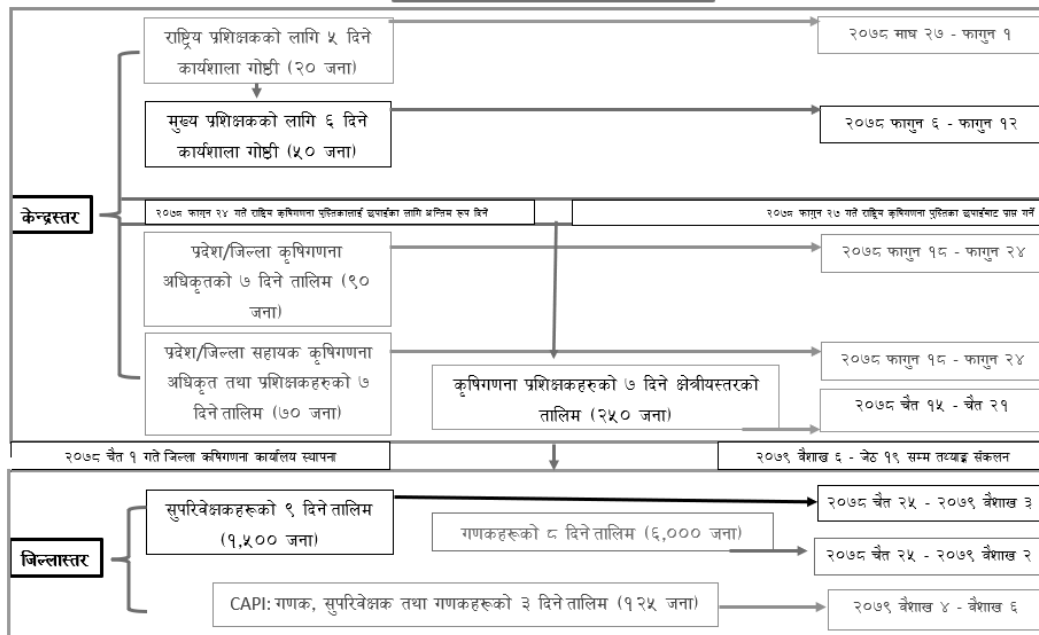 राष्ट्रिय प्रशिक्षकको लागि ५ दिने
कार्यशाला गोष्ठी (२० जना)
२०७८ माघ २७ - फागुन १
मुख्य प्रशिक्षकको लागि ६ दिने
कार्यशाला गोष्ठी (५० जना)
२०७८ फागुन ६ - फागुन १२
केन्द्रस्तर
२०७८ फागुन २४ गते राष्ट्रिय कृषिगणना पुस्तिकालाई छपाईका लागि अन्तिम रूप दिने
२०७८ फागुन २७ गते राष्ट्रिय कृषिगणना पुस्तिका छपाईबाट प्राप्त गर्ने
प्रदेश/जिल्ला कृषिगणना
अधिकृतको ७ दिने तालिम (९०
जना)
२०७८ फागुन १८ - फागुन २४
प्रदेश/जिल्ला सहायक कृषिगणना
अधिकृत तथा प्रशिक्षकहरुको ७
दिने तालिम (७० जना)
२०७८ फागुन १८ - फागुन २४
कृषिगणना प्रशिक्षकहरुको ७ दिने क्षेत्रीयस्तरको
तालिम (२५० जना)
२०७८ चैत १५ - चैत २१
२०७८ चैत १ गते जिल्ला कषिगणना कार्यालय स्थापना
२०७९ वैशाख ६ - जेठ १९ सम्म तथ्याङ्क संकलन
सुपरिवेक्षकहरूको ९ दिने तालिम
(१,५०० जना)
२०७८ चैत २५ - २०७९ वैशाख ३
गणकहरूको ८ दिने तालिम (६,००० जना)
२०७८ चैत २५ - २०७९ वैशाख २
जिल्लास्तर
CAPI: गणक, सुपरिवेक्षक तथा गणकहरूको ३ दिने तालिम (१२५ जना)
२०७९ वैशाख ४ - वैशाख ६